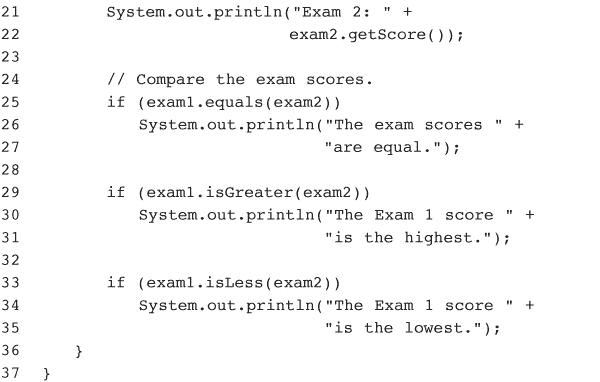 21        System.out.println("Exam 2: " +
22                           exam2.getScore());
23
24        // Compare the exam scores.
25        if (exam1.equals(exam2))
26           System.out.println("The exam scores " +
27                              "are equal.");
28
29        if (exam1.isGreater(exam2))
30           System.out.println("The Exam 1 score " +
31                              "is the highest.");
32
33        if (exam1.isLess(exam2))
34           System.out.println("The Exam 1 score " +
35                              "is the lowest.");
36     }
37  }